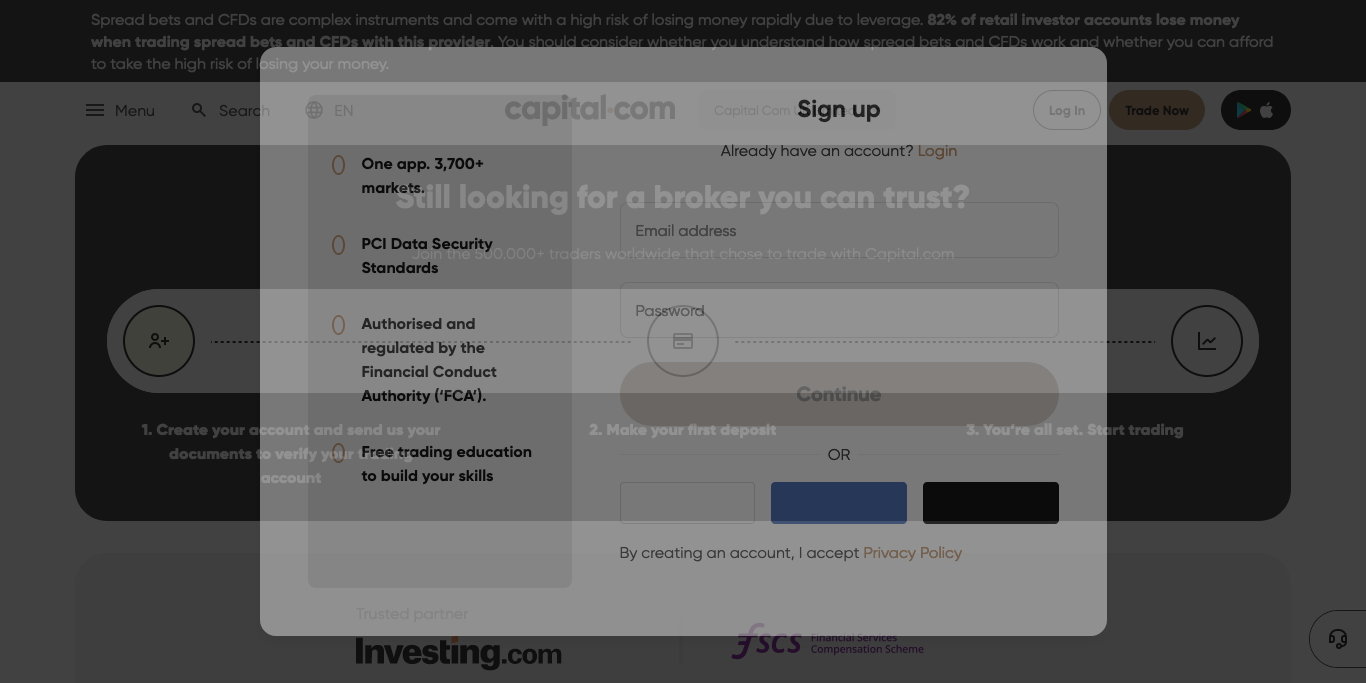 Spread bets and CFDs are complex instruments and come with a high risk of losing money rapidly due to leverage. 82% of retail investor accounts lose money
when trading spread bets and CFDs with this provider. You should consider whether you understand how spread bets and CFDs work and whether you can afford
to take the high risk of losing your money.
Menu
Search
EN
capital.com
Capital Com
Sign up
Log In
Trade Now
Already have an account? Login
One app. 3,700+
markets.
Still looking for a broker you can trust?
Email address
PCI Data Security
Standards
Join the 500.000+ traders worldwide that chose to trade with Capital.com
Password
Authorised and
regulated by the
Financial Conduct
Authority (‘FCA’).
Continue
1. Create your account and send us your
documents to verify your trading
account
2. Make your first deposit
3. You’re all set. Start trading
Free trading education
to build your skills
OR
By creating an account, I accept Privacy Policy
Trusted partner
Investing.com
fscs
Financial Services
Compensation Scheme